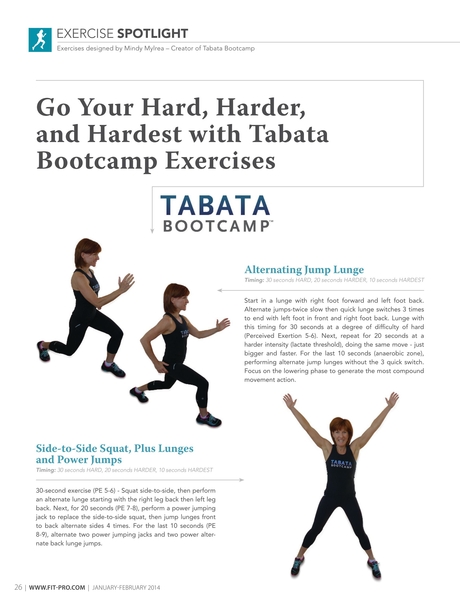 EXERCISE SPOTLIGHT
Exercises designed by Mindy Mylrea – Creator of Tabata Bootcamp
Go Your Hard, Harder,
and Hardest with Tabata
Bootcamp Exercises
TABATA
BOOTCAMP™
Alternating Jump Lunge
Timing: 30 seconds HARD, 20 seconds HARDER, 10 seconds HARDEST
Start in a lunge with right foot forward and left foot back.
Alternate jumps-twice slow then quick lunge switches 3 times
to end with left foot in front and right foot back. Lunge with
this timing for 30 seconds at a degree of difficulty of hard
(Perceived Exertion 5-6). Next, repeat for 20 seconds at a
harder intensity (lactate threshold), doing the same move - just
bigger and faster. For the last 10 seconds (anaerobic zone),
performing alternate jump lunges without the 3 quick switch.
Focus on the lowering phase to generate the most compound
movement action.
TABATA
BOOTCAMP
Side-to-Side Squat, Plus Lunges
and Power Jumps
Timing: 30 seconds HARD, 20 seconds HARDER, 10 seconds HARDEST
30-second exercise (PE 5-6) - Squat side-to-side, then perform
an alternate lunge starting with the right leg back then left leg
back. Next, for 20 seconds (PE 7-8), perform a power jumping
jack to replace the side-to-side squat, then jump lunges front
to back alternate sides 4 times. For the last 10 seconds (PE
8-9), alternate two power jumping jacks and two power alter-
nate back lunge jumps.
26 | WWW.FIT-PRO.COM | JANUARY-FEBRUARY 2014